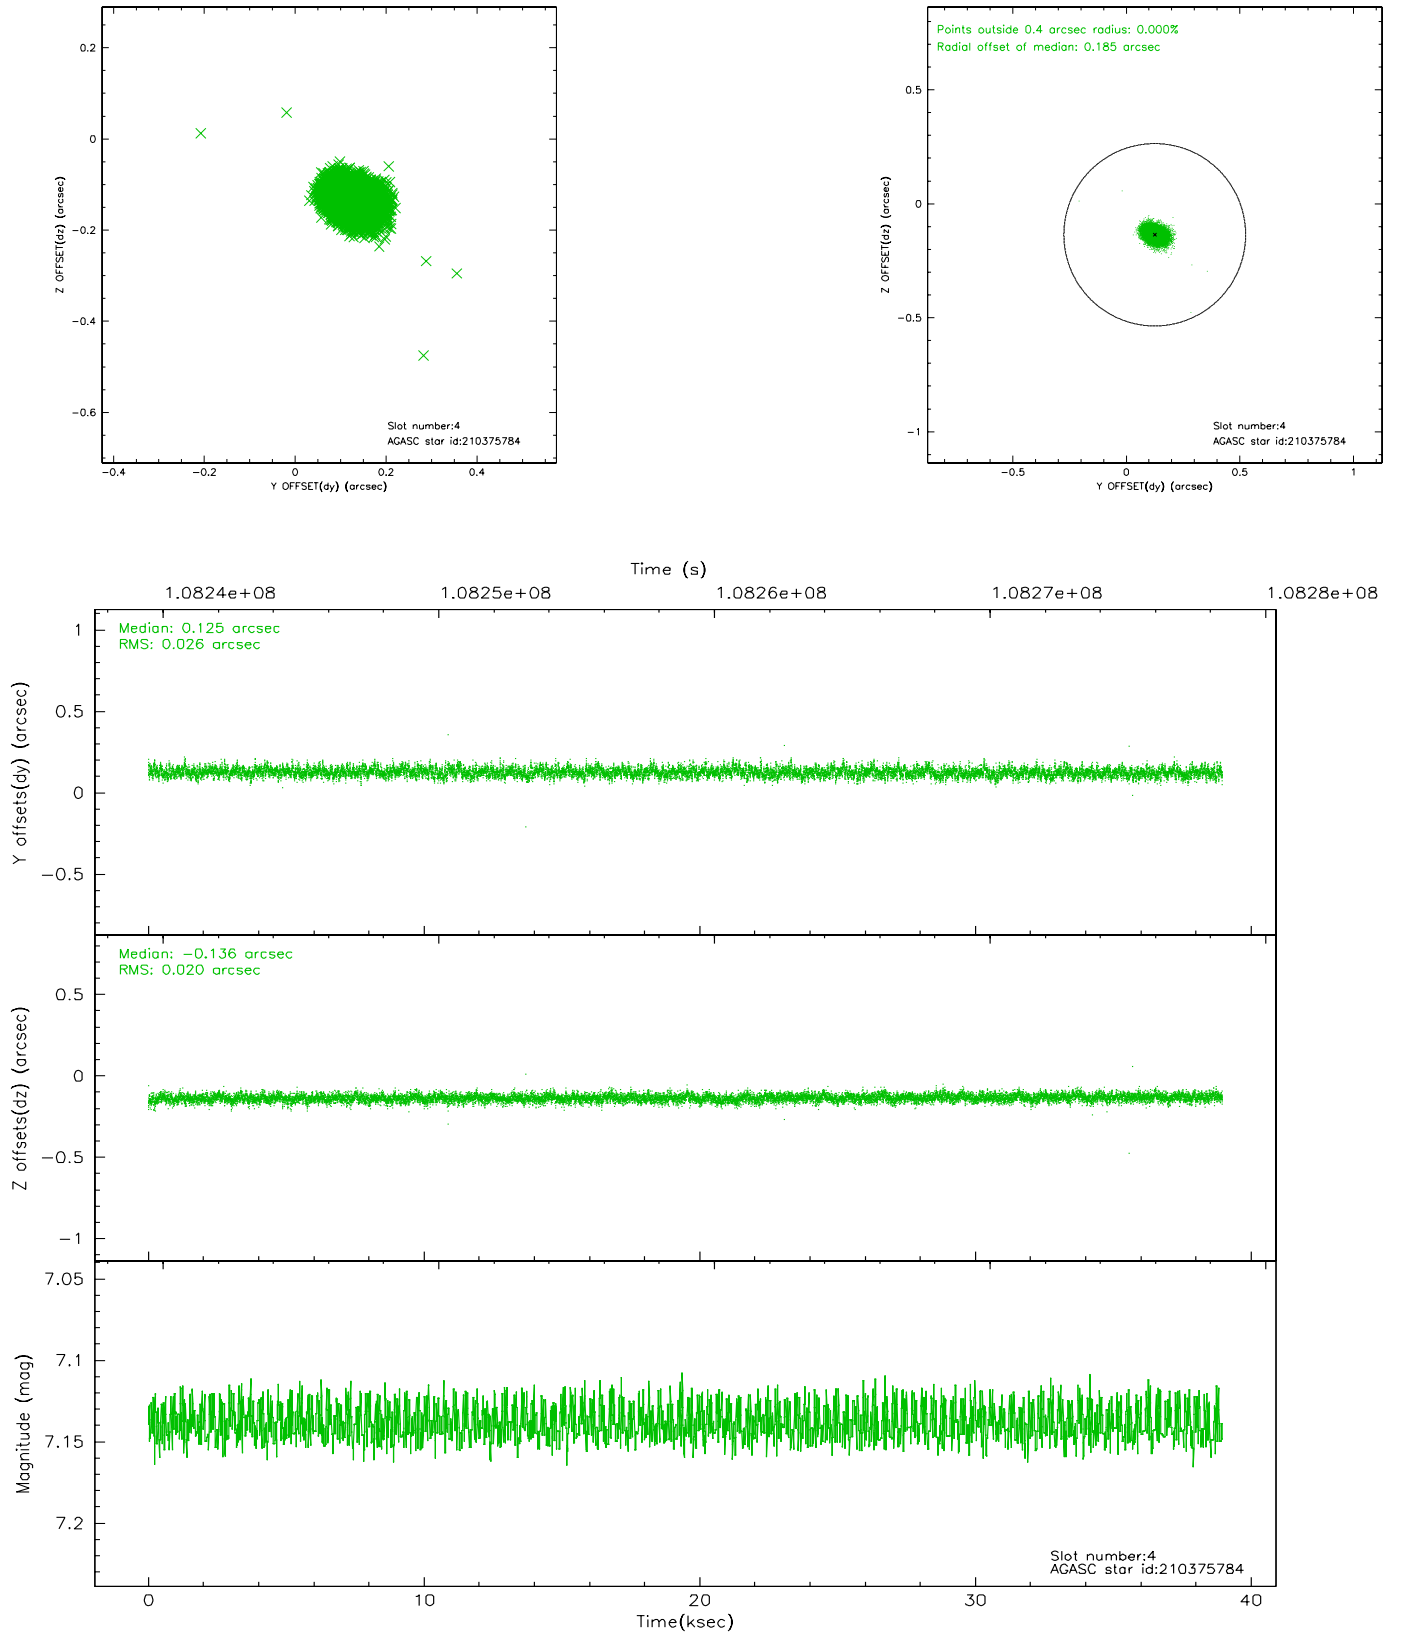 0.2
0
−0.2
−0.4
−0.6
Z OFFSET(dz) (arcsec)
Slot number:4
AGASC star id:210375784
−0.4 −0.2 0 0.2 0.4
Y OFFSET(dy) (arcsec)
Points outside 0.4 arcsec radius: 0.000%
Radial offset of median: 0.185 arcsec
0.5
0
−0.5
−1
Z OFFSET(dz) (arcsec)
Slot number:4
AGASC star id:210375784
−0.5 0 0.5 1
Y OFFSET(dy) (arcsec)
Time (s)
1.0824e+08 1.0825e+08 1.0826e+08 1.0827e+08 1.0828e+08
Median: 0.125 arcsec
RMS: 0.026 arcsec
1
0.5
0
−0.5
Y offsets(dy) (arcsec)
Median: −0.136 arcsec
RMS: 0.020 arcsec
0.5
0
−0.5
−1
Z offsets(dz) (arcsec)
7.05
7.1
7.15
7.2
Magnitude (mag)
Slot number:4
AGASC star id:210375784
0 10 20 30 40
Time(ksec)